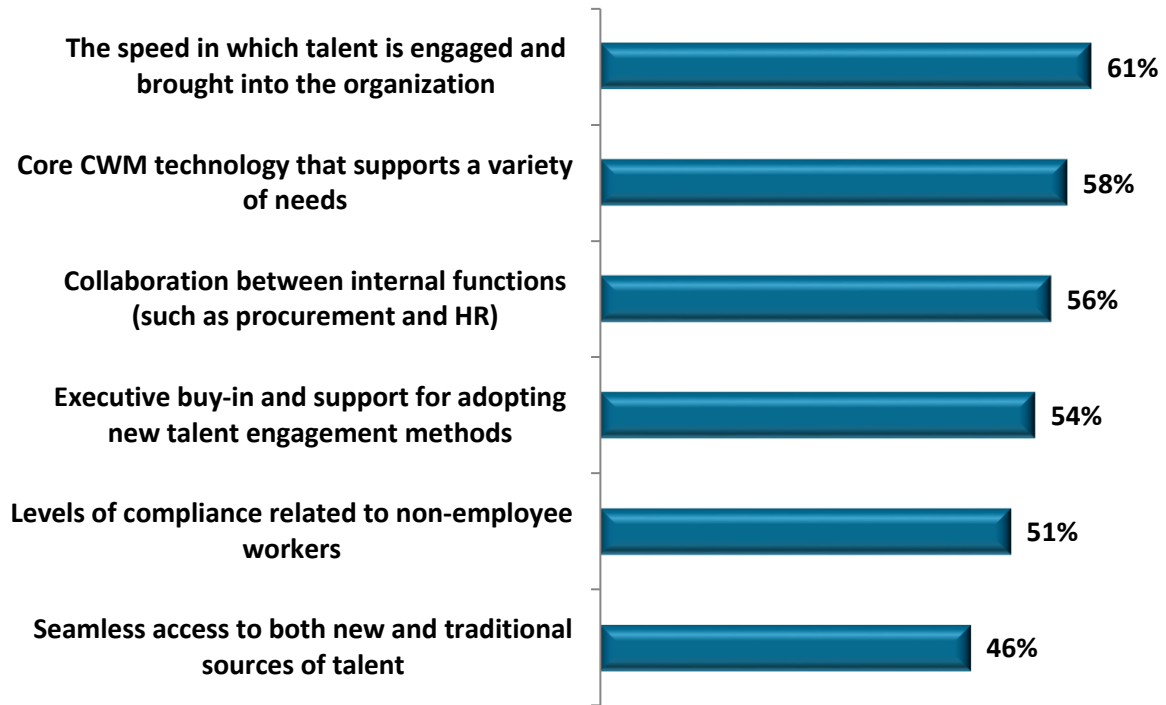 The speed in which talent is engaged and
brought into the organization
61%
Core CWM technology that supports a variety
of needs
58%
Collaboration between internal functions
(such as procurement and HR)
56%
Executive buy-in and support for adopting
new talent engagement methods
54%
Levels of compliance related to non-employee
workers
51%
Seamless access to both new and traditional
sources of talent
46%